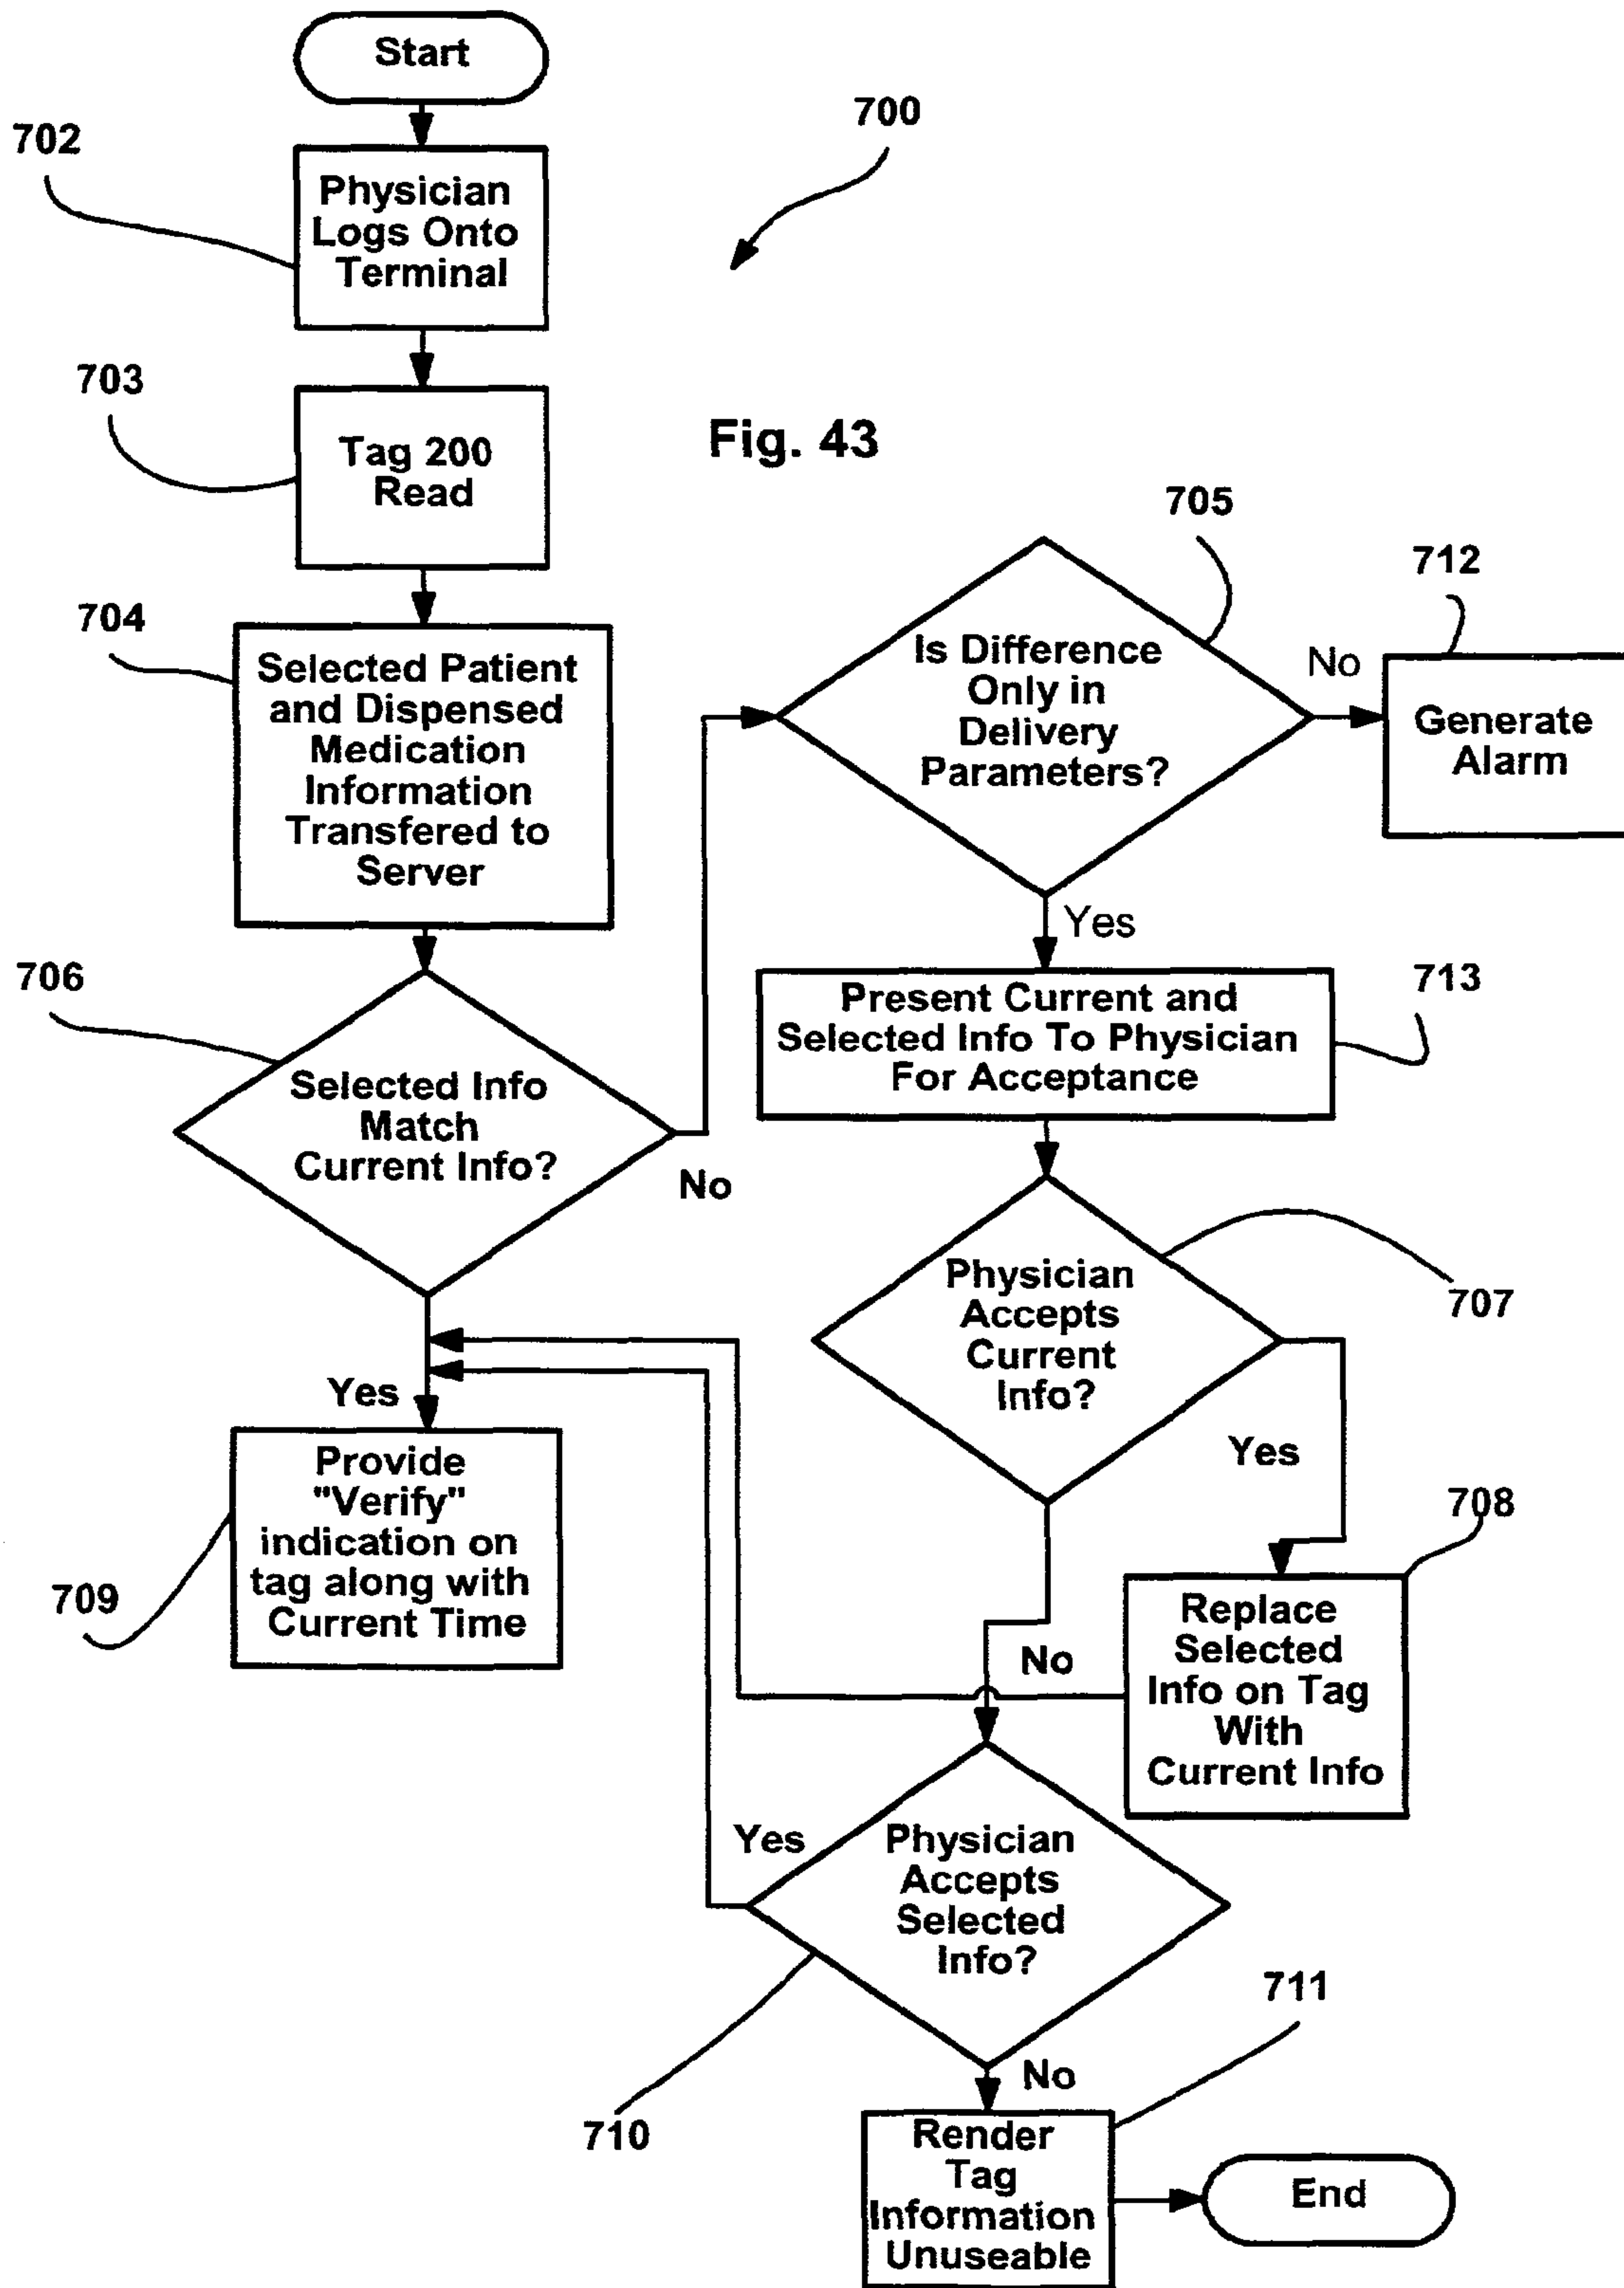 Start
702
700
Physician
Logs Onto
Terminal
703
Tag 200
Read
Fig. 43
704
Selected Patient
and Dispensed
Medication
Information
Transfered to
Server
705
Is Difference
Only in
Delivery
Parameters?
No
712
Generate
Alarm
Yes
706
Selected Info
Match
Current Info?
No
713
Present Current and
Selected Info To Physician
For Acceptance
707
Physician
Accepts
Current
Info?
Yes
Yes
709
Provide
"Verify"
indication on
tag along with
Current Time
708
Replace
Selected
Info on Tag
With
Current Info
No
Yes
Physician
Accepts
Selected
Info?
710
No
711
Render
Tag
Information
Unuseable
End